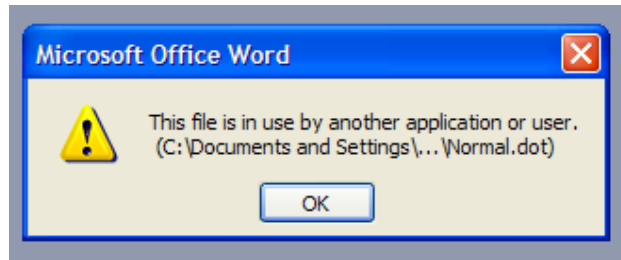 Microsoft Office Word
This file is in use by another application or user.
(C:\Documents and Settings\...\Normal.dot)
OK